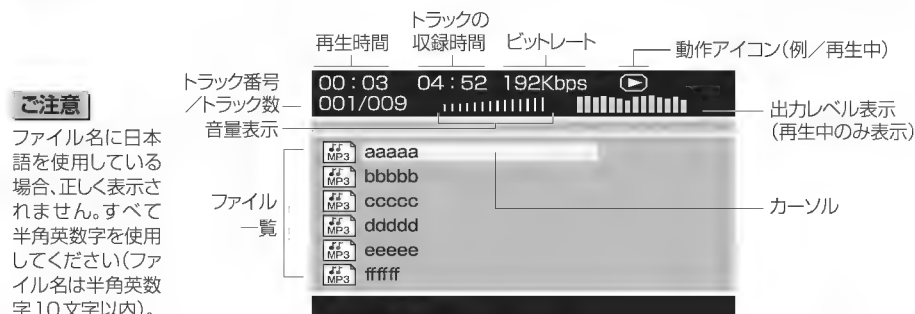 トラックの
再生時間 収録時間 ビットレート
動作アイコン(例／再生中)
トラック番号
／トラック数
00：03 04：52 192Kbps
001/009
出力レベル表示
(再生中のみ表示)
音量表示
ご注意
ファイル名に日本
語を使用している
場合、正しく表示さ
れません。すべて
半角英数字を使用
してください(ファ
イル名は半角英数
字10文字以内)。
ファイル
一覧
MP3 aaaaa
MP3 bbbbb
MP3 ccccc
MP3 ddddd
MP3 eeeee
MP3 ffffff
カーソル